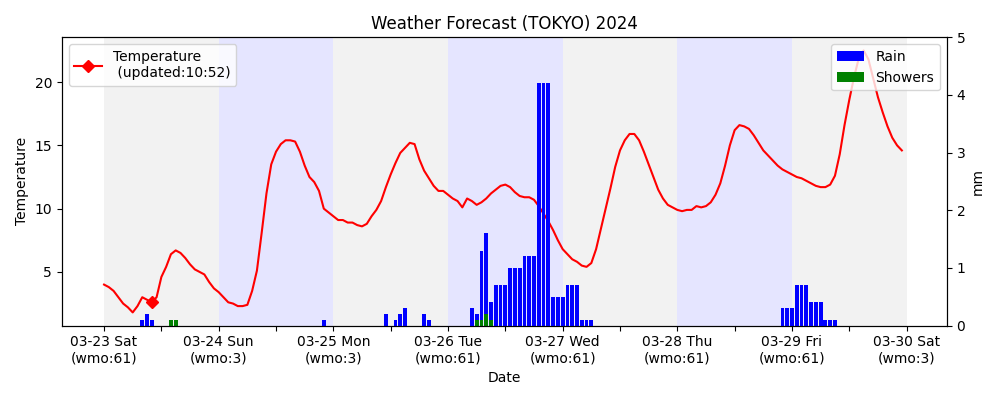 Weather Forecast (TOKYO) 2024
Temperature
(updated:10:52)
Rain
Showers
Temperature
20
15
10
5
5
4
3
2
1
0
mm
03-23 Sat
(wmo:61)
03-24 Sun
(wmo:3)
03-25 Mon
(wmo:3)
03-26 Tue
(wmo:61)
03-27 Wed
(wmo:61)
03-28 Thu
(wmo:61)
03-29 Fri
(wmo:61)
03-30 Sat
(wmo:3)
Date